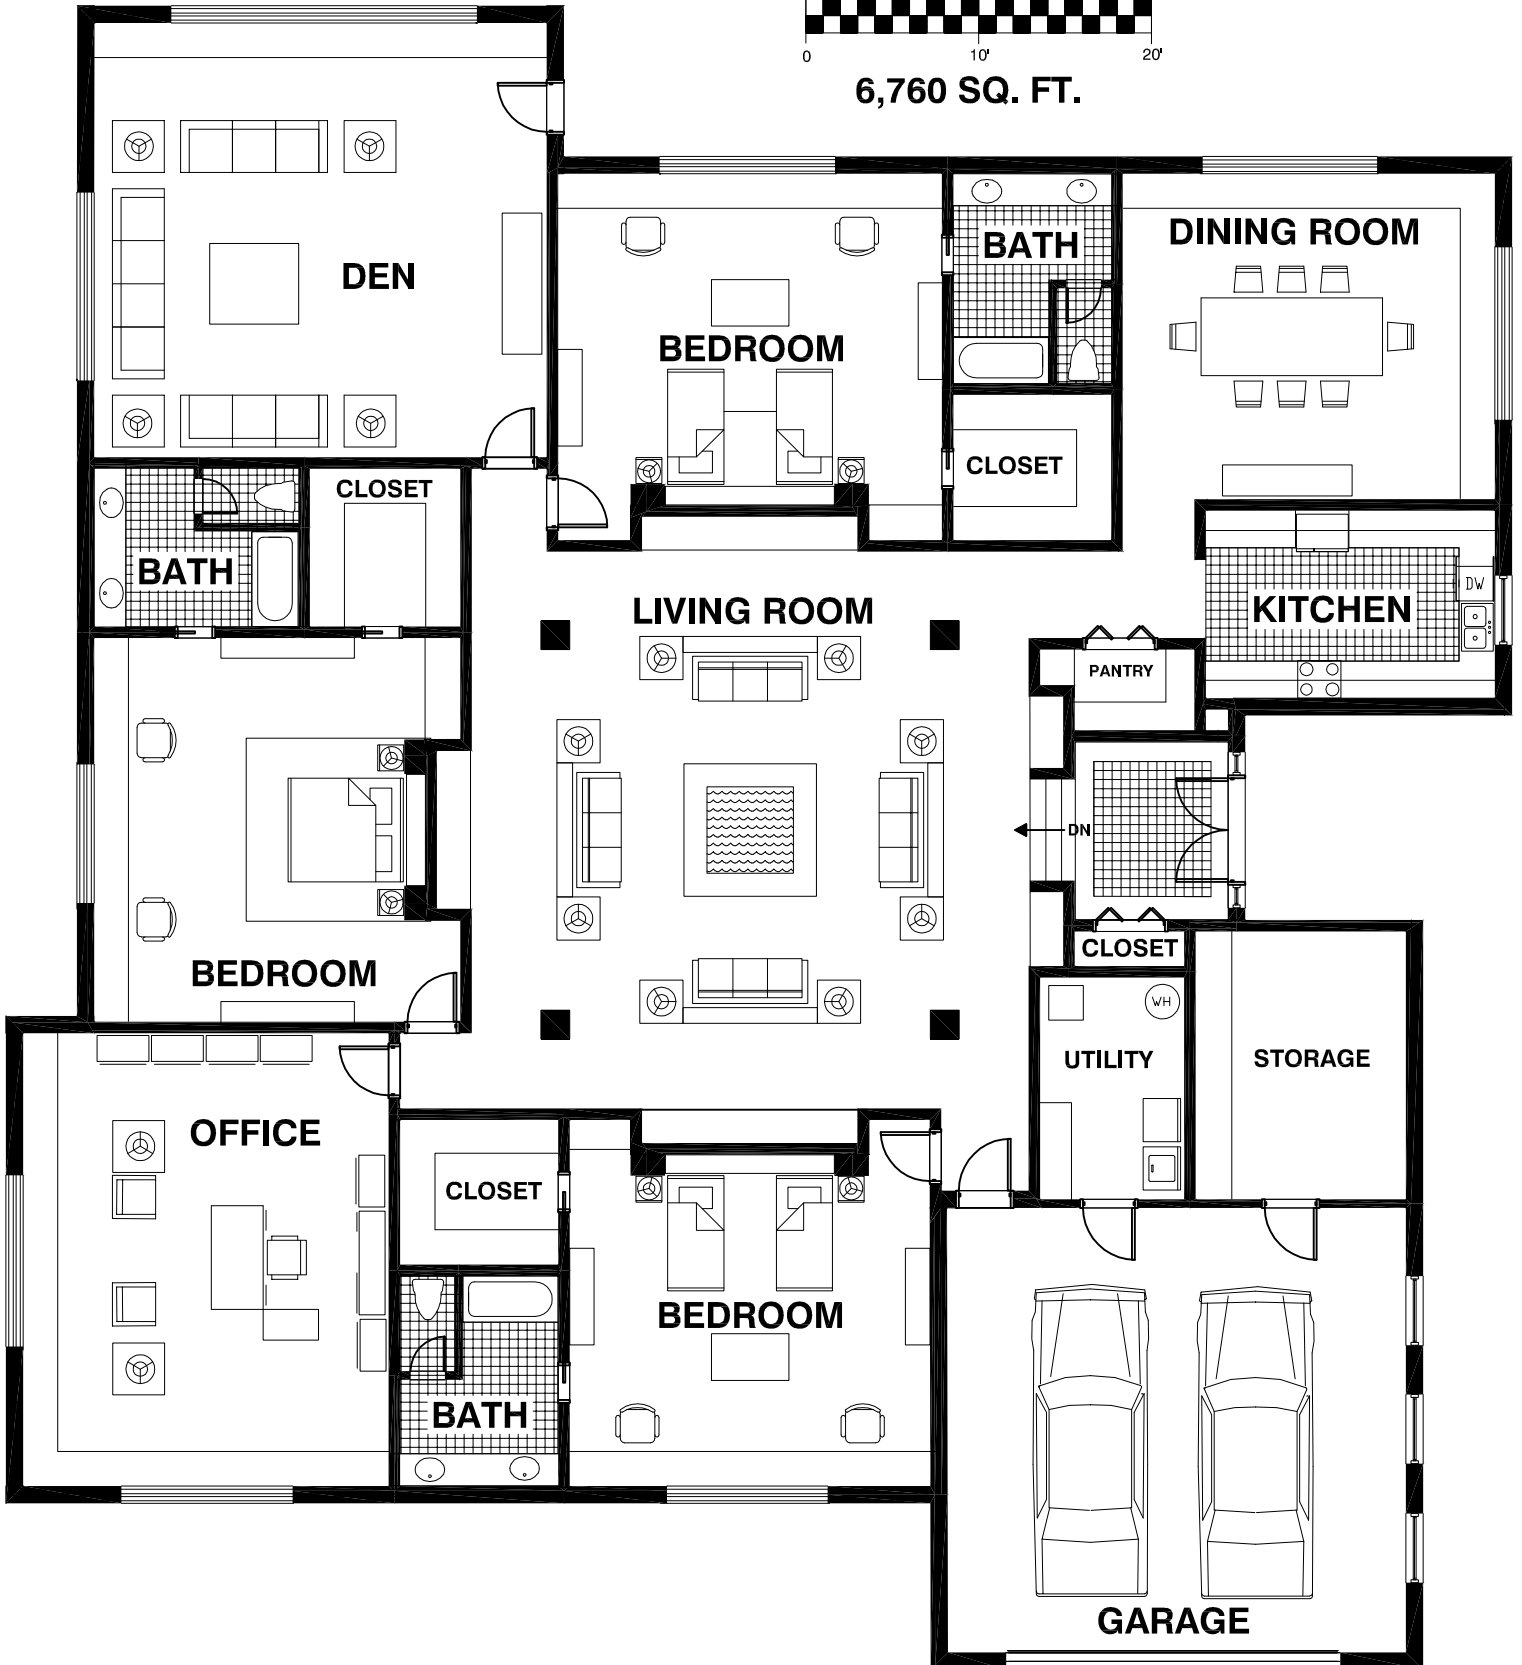 0 10' 20'
6,760 SQ. FT.
DEN
BATH
DINING ROOM
BEDROOM
CLOSET
CLOSET
BATH
LIVING ROOM
KITCHEN
DW
PANTRY
DN
BEDROOM
CLOSET
WH
UTILITY
STORAGE
OFFICE
CLOSET
BEDROOM
BATH
GARAGE